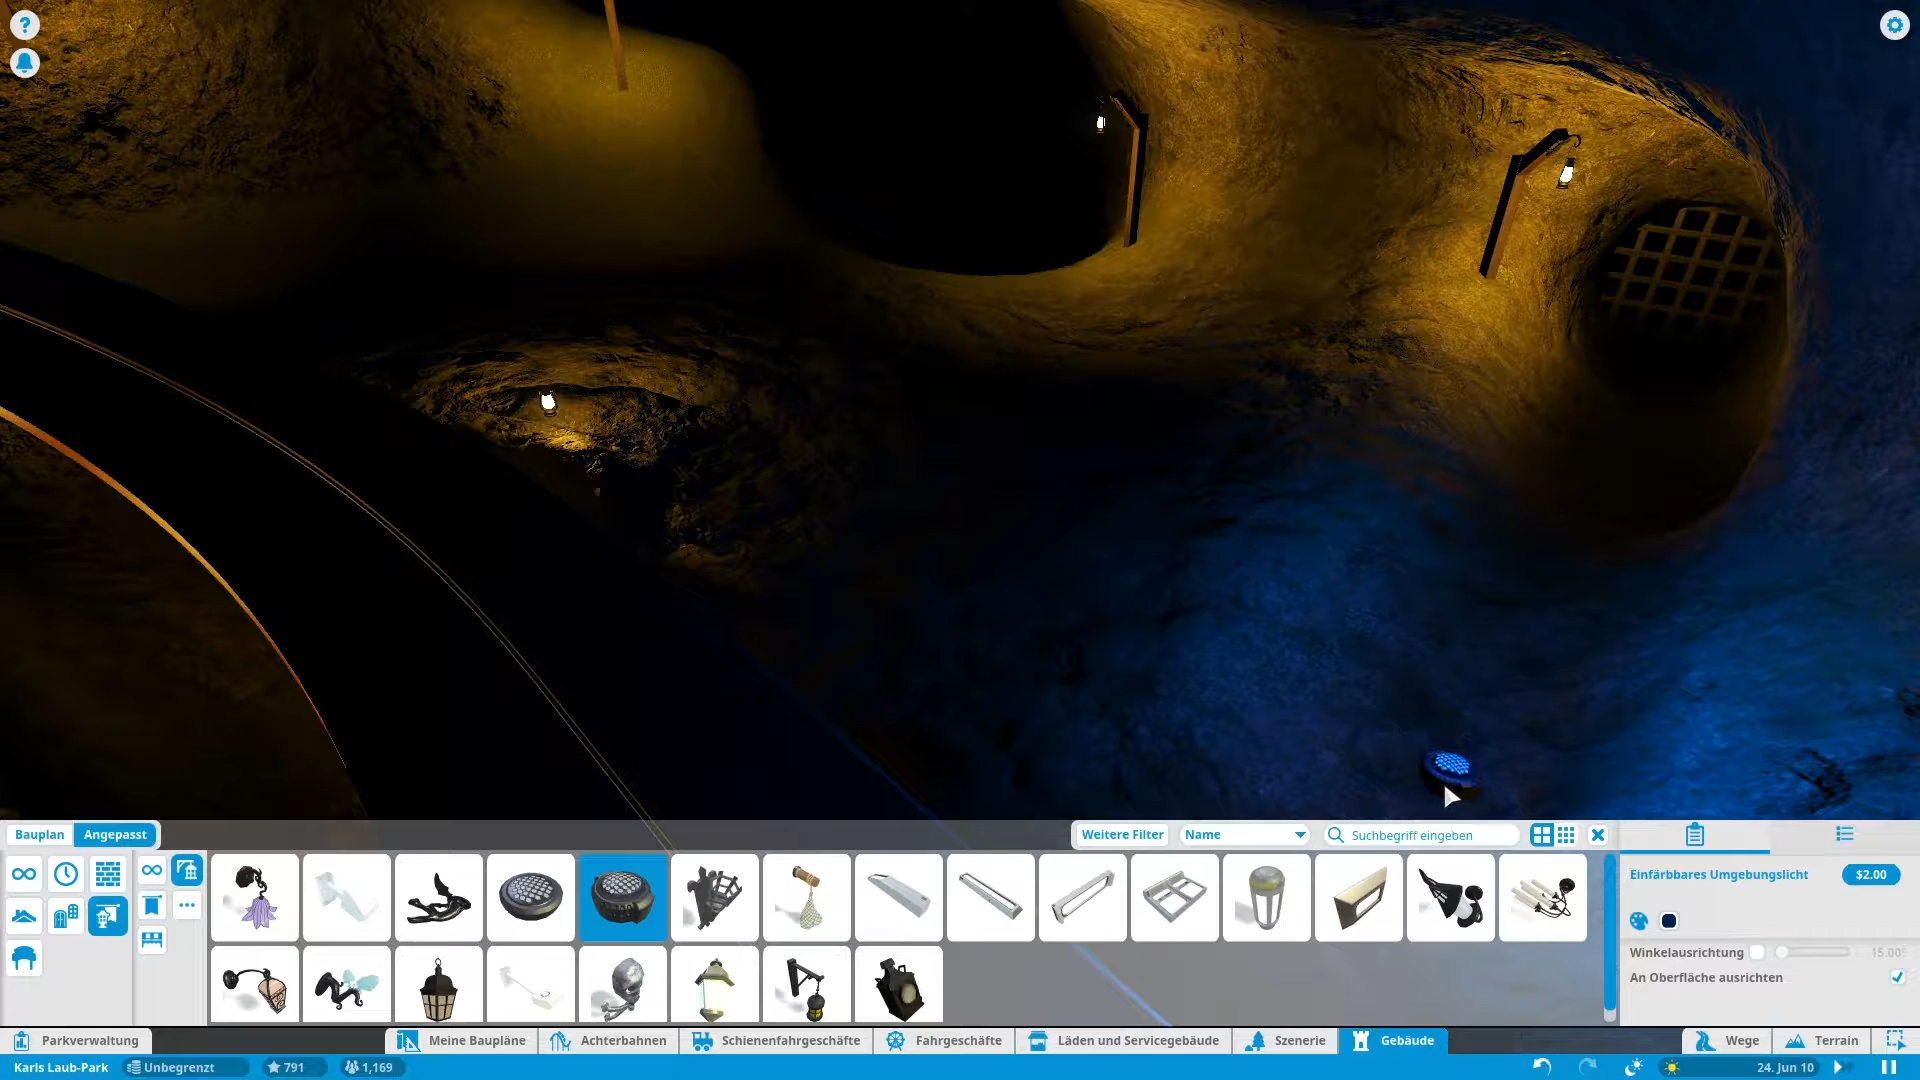 ?
Bauplan
Angepasst
Weitere Filter
Name
Suchbegriff eingeben
Einfärbbares Umgebungslicht
$2.00
Winkelausrichtung
An Oberfläche ausrichten
Parkverwaltung
Meine Baupläne
Achterbahnen
Schienenfahrgeschäfte
Fahrgeschäfte
Läden und Servicegebäude
Szenerie
Gebäude
Wege
Terrain
Karls Laub-Park
Unbegrenzt
791
1,169
24. Jun 10